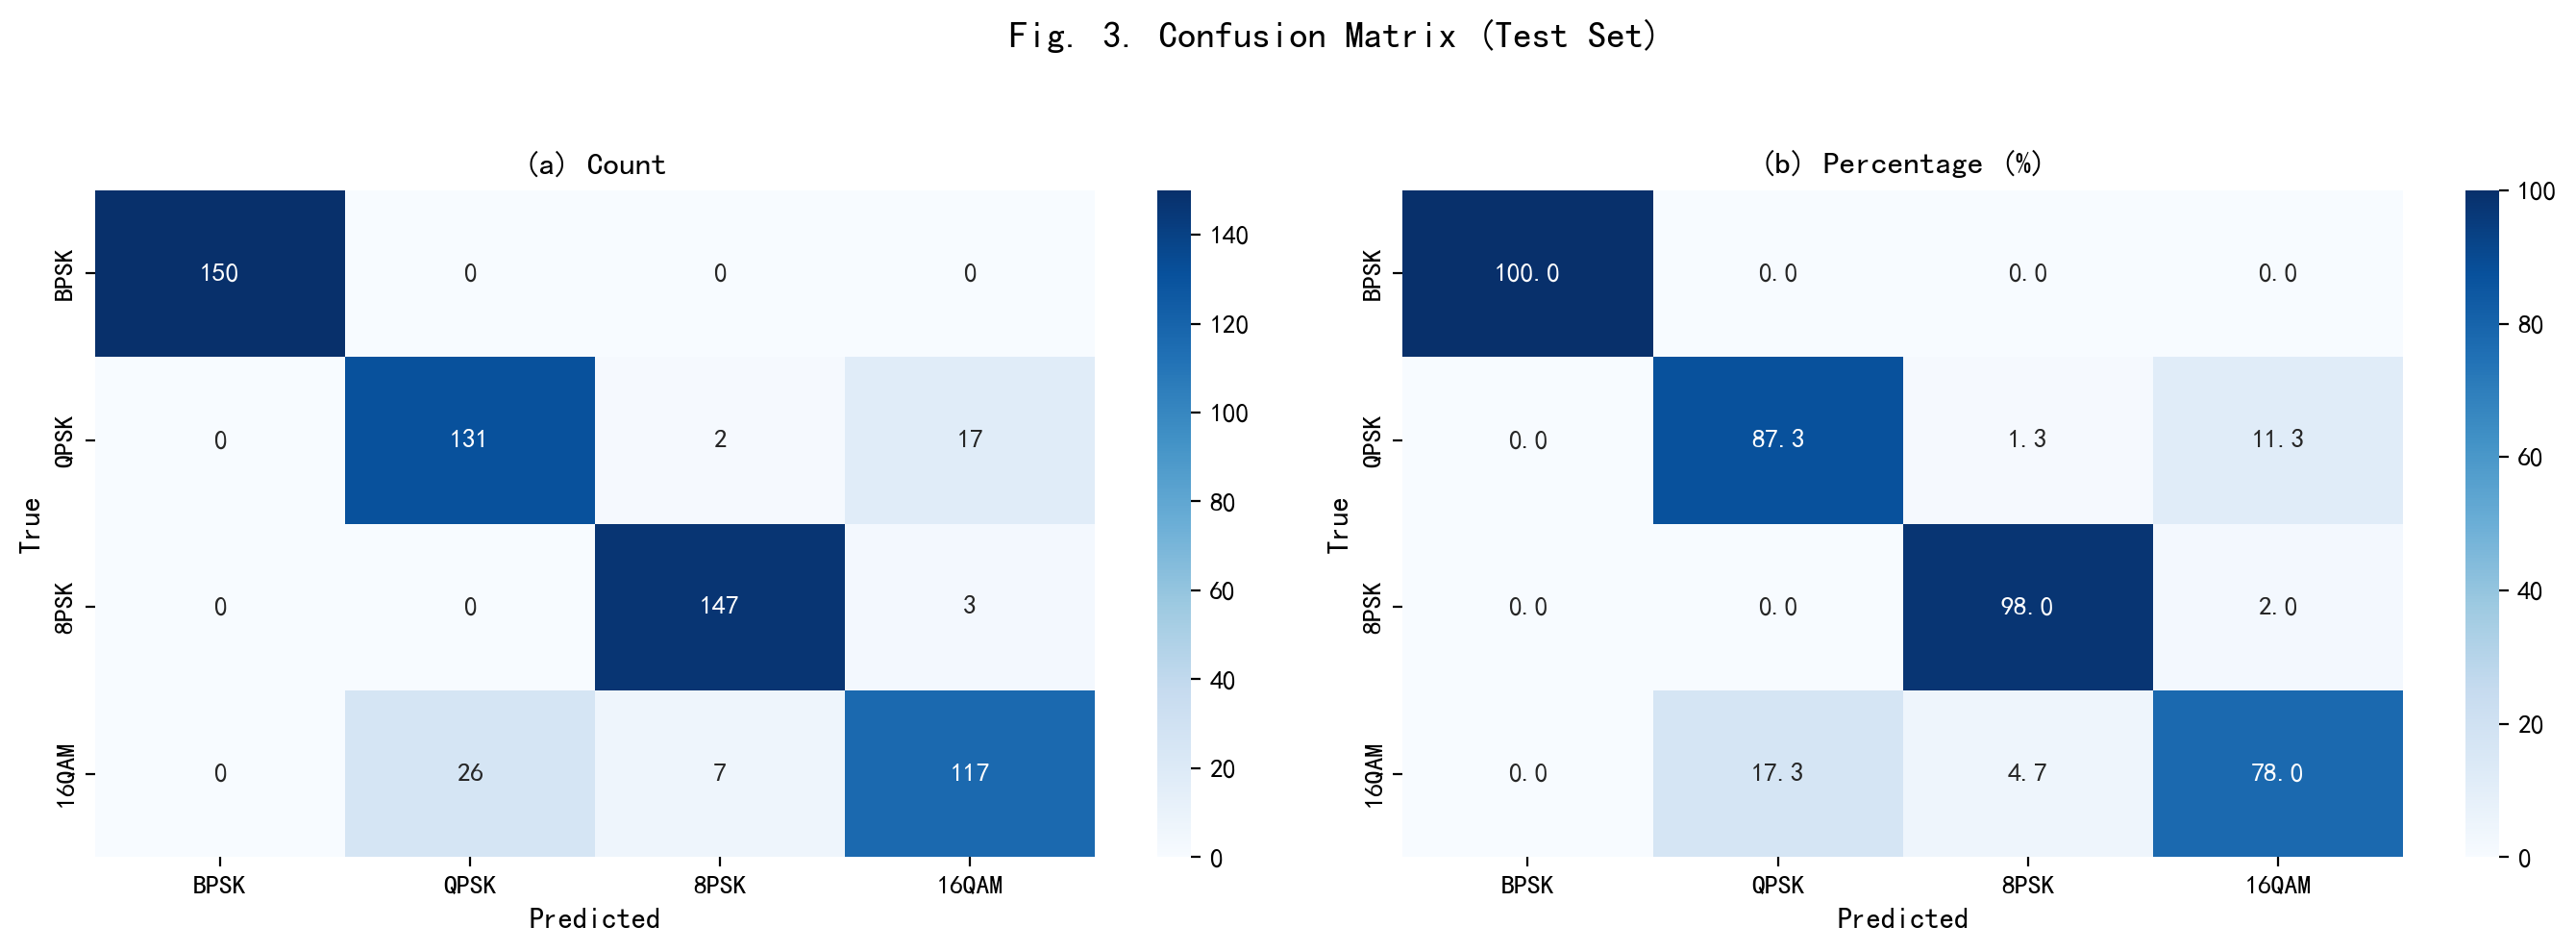 Fig. 3. Confusion Matrix (Test Set)
(a) Count
True
BPSK 150 0 0 0
QPSK 0 131 2 17
8PSK 0 0 147 3
16QAM 0 26 7 117
BPSK QPSK 8PSK 16QAM
Predicted
140
120
100
80
60
40
20
0
(b) Percentage (%)
True
BPSK 100.0 0.0 0.0 0.0
QPSK 0.0 87.3 1.3 11.3
8PSK 0.0 0.0 98.0 2.0
16QAM 0.0 17.3 4.7 78.0
BPSK QPSK 8PSK 16QAM
Predicted
100
80
60
40
20
0